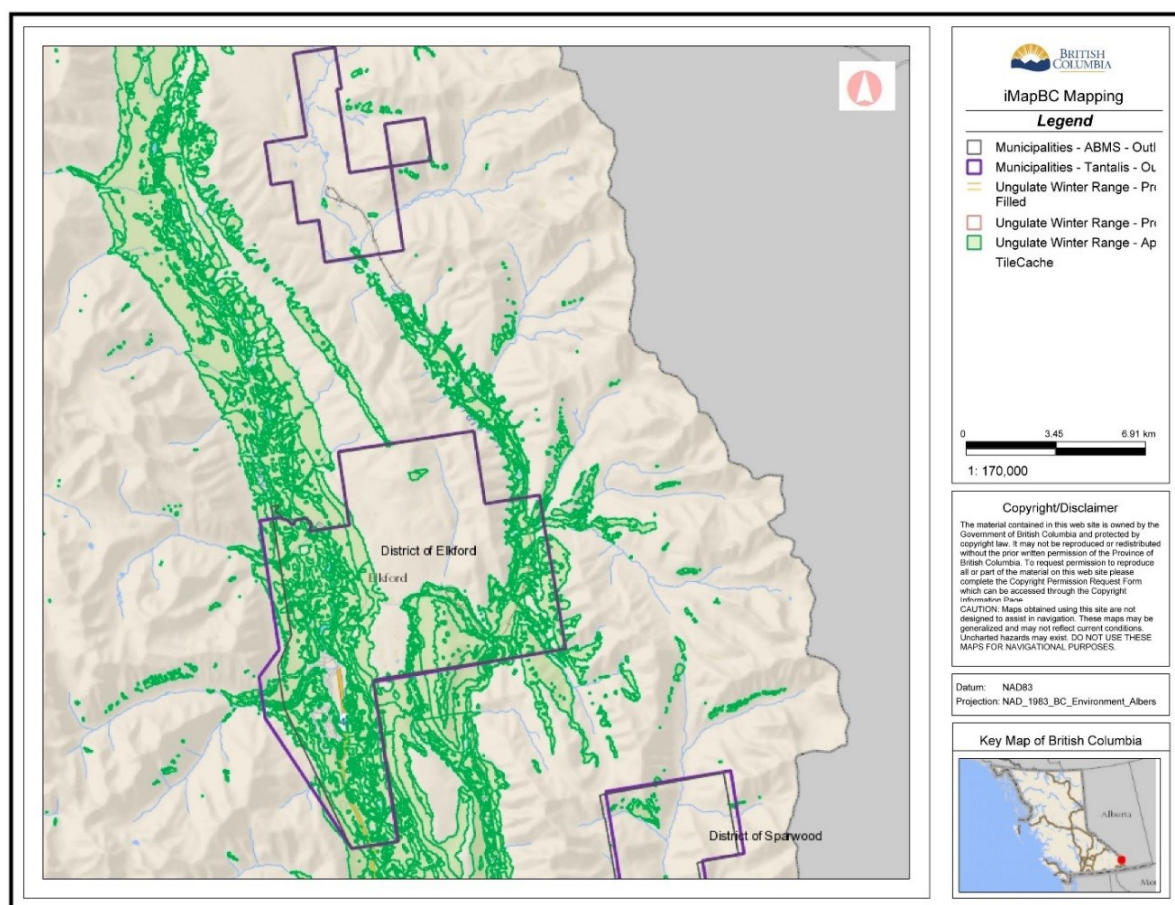 District of Elkford
Elkford
District of Sparwood
BRITISH
COLUMBIA
iMapBC Mapping
Legend
Municipalities - ABMS - Outl
Municipalities - Tantalis - Ou
Ungulate Winter Range - Pro
Filled
Ungulate Winter Range - Pro
Ungulate Winter Range - Ap
TileCache
0 3.45 6.91 km
1: 170,000
Copyright/Disclaimer
The material contained in this web site is owned by the
Government of British Columbia and protected by
copyright law. It may not be reproduced or redistributed
without the prior written permission of the Province of
British Columbia. To request permission to reproduce
all or part of the material on this web site please
complete the Copyright Permission Request Form
which can be accessed through the Copyright
Information Page.
CAUTION: Maps obtained using this site are not
designed to assist in navigation. These maps may be
generalized and may not reflect current conditions.
Uncharted hazards may exist. DO NOT USE THESE
MAPS FOR NAVIGATIONAL PURPOSES.
Datum: NAD83
Projection: NAD_1983_BC_Environment_Albers
Key Map of British Columbia
Alberta
Mon